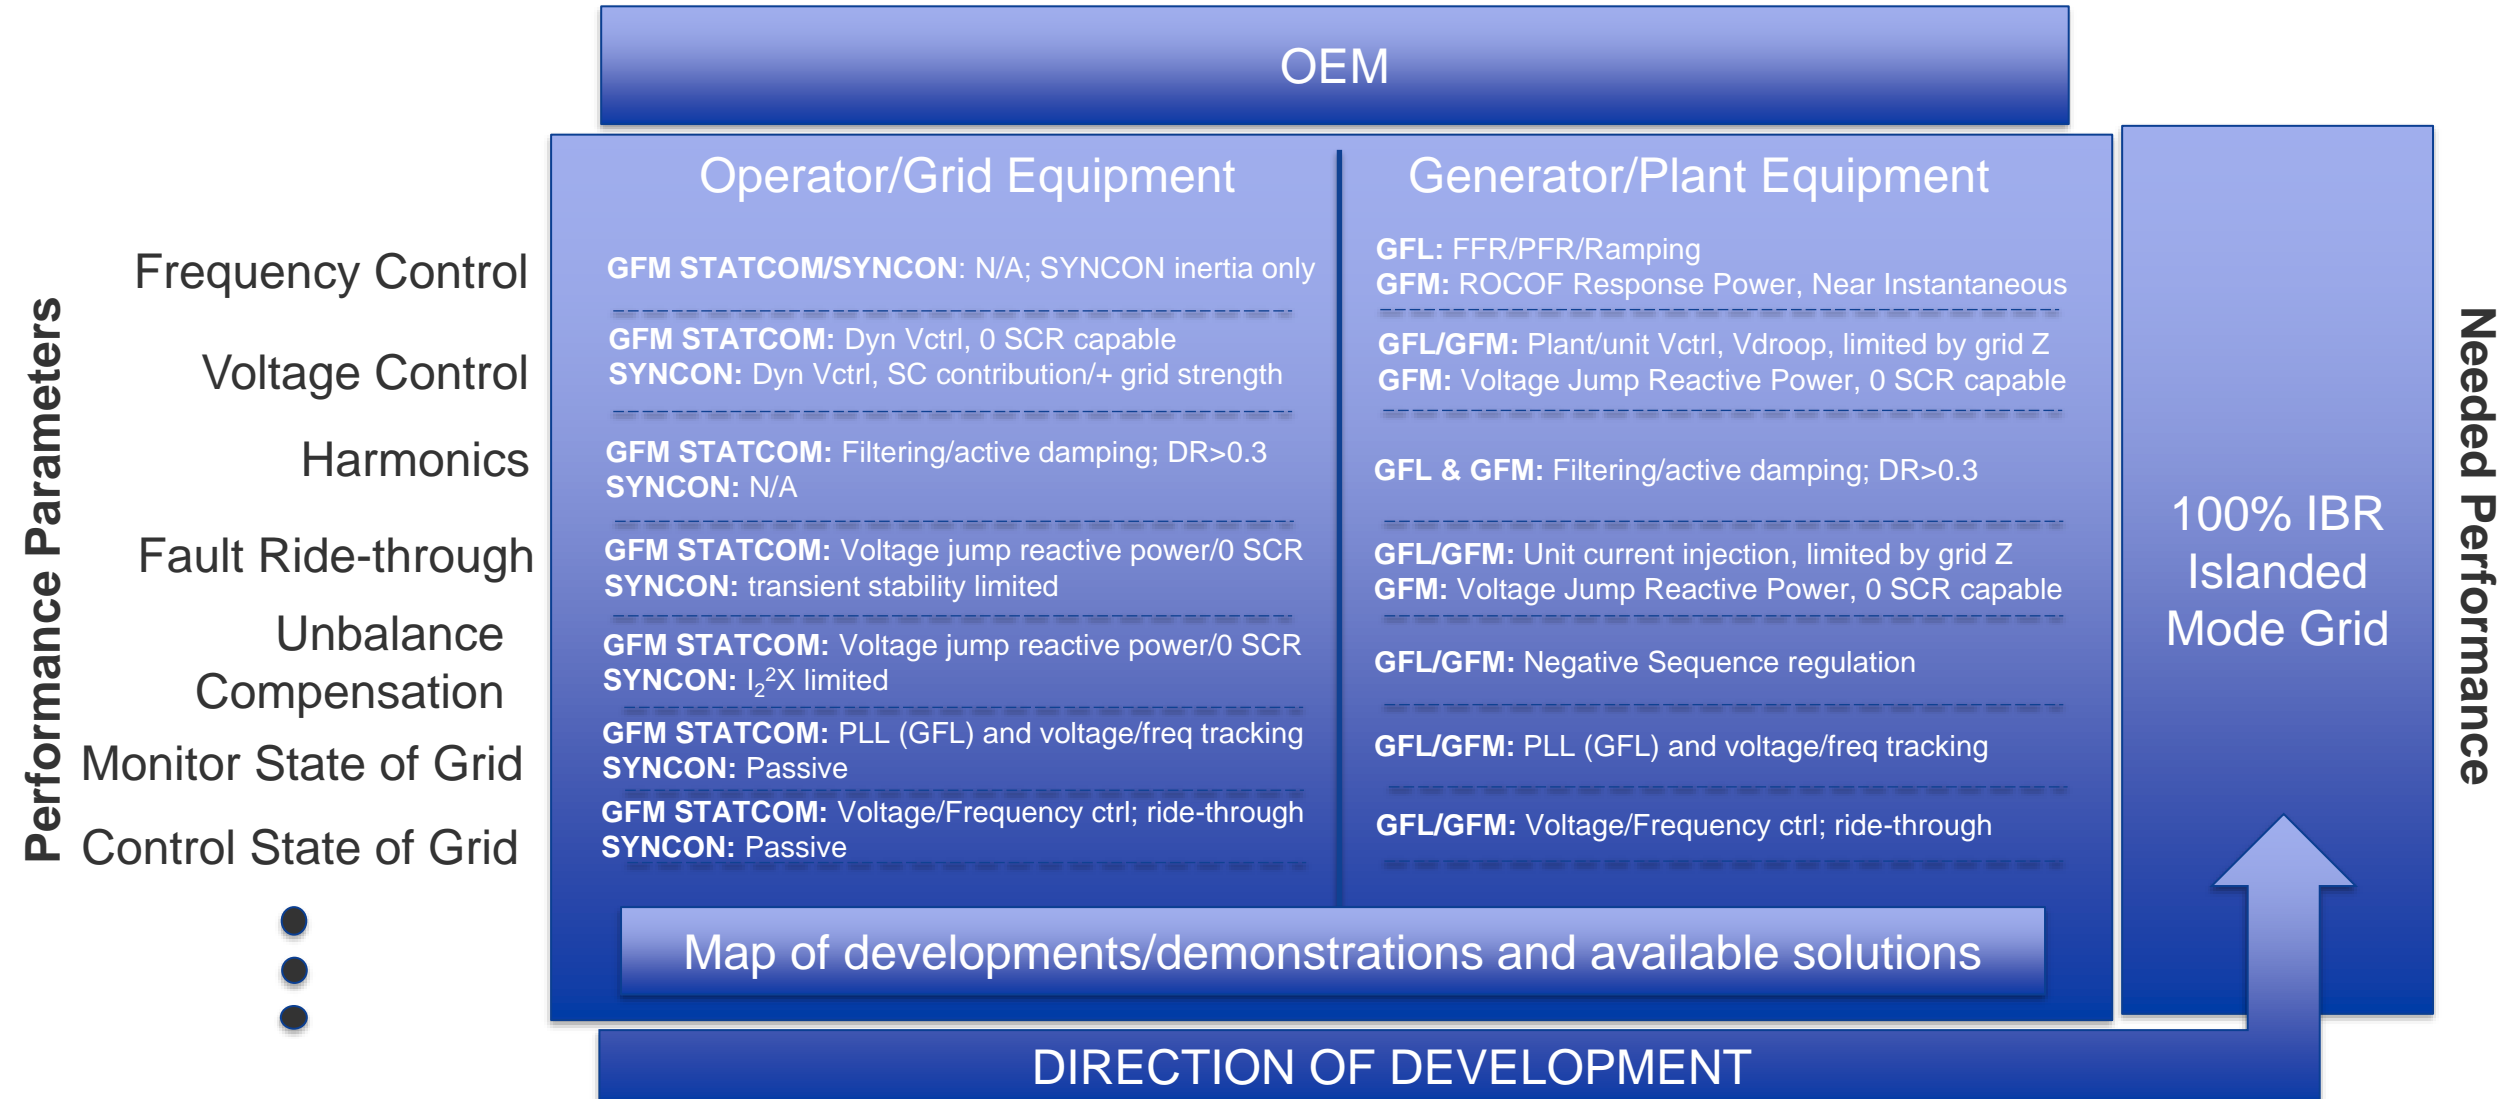 OEM
Operator/Grid Equipment
Generator/Plant Equipment
Performance Parameters
Frequency Control
GFM STATCOM/SYNCON: N/A; SYNCON inertia only
GFL: FFR/PFR/Ramping
GFM: ROCOF Response Power, Near Instantaneous
Voltage Control
GFM STATCOM: Dyn Vctrl, 0 SCR capable
SYNCON: Dyn Vctrl, SC contribution/+ grid strength
GFL/GFM: Plant/unit Vctrl, Vdroop, limited by grid Z
GFM: Voltage Jump Reactive Power, 0 SCR capable
Harmonics
GFM STATCOM: Filtering/active damping; DR>0.3
SYNCON: N/A
GFL & GFM: Filtering/active damping; DR>0.3
Fault Ride-through
GFM STATCOM: Voltage jump reactive power/0 SCR
SYNCON: transient stability limited
GFL/GFM: Unit current injection, limited by grid Z
GFM: Voltage Jump Reactive Power, 0 SCR capable
Unbalance
Compensation
GFM STATCOM: Voltage jump reactive power/0 SCR
SYNCON: I₂²X limited
GFL/GFM: Negative Sequence regulation
Monitor State of Grid
GFM STATCOM: PLL (GFL) and voltage/freq tracking
SYNCON: Passive
GFL/GFM: PLL (GFL) and voltage/freq tracking
Control State of Grid
GFM STATCOM: Voltage/Frequency ctrl; ride-through
SYNCON: Passive
GFL/GFM: Voltage/Frequency ctrl; ride-through
Map of developments/demonstrations and available solutions
100% IBR
Islanded
Mode Grid
Needed Performance
DIRECTION OF DEVELOPMENT